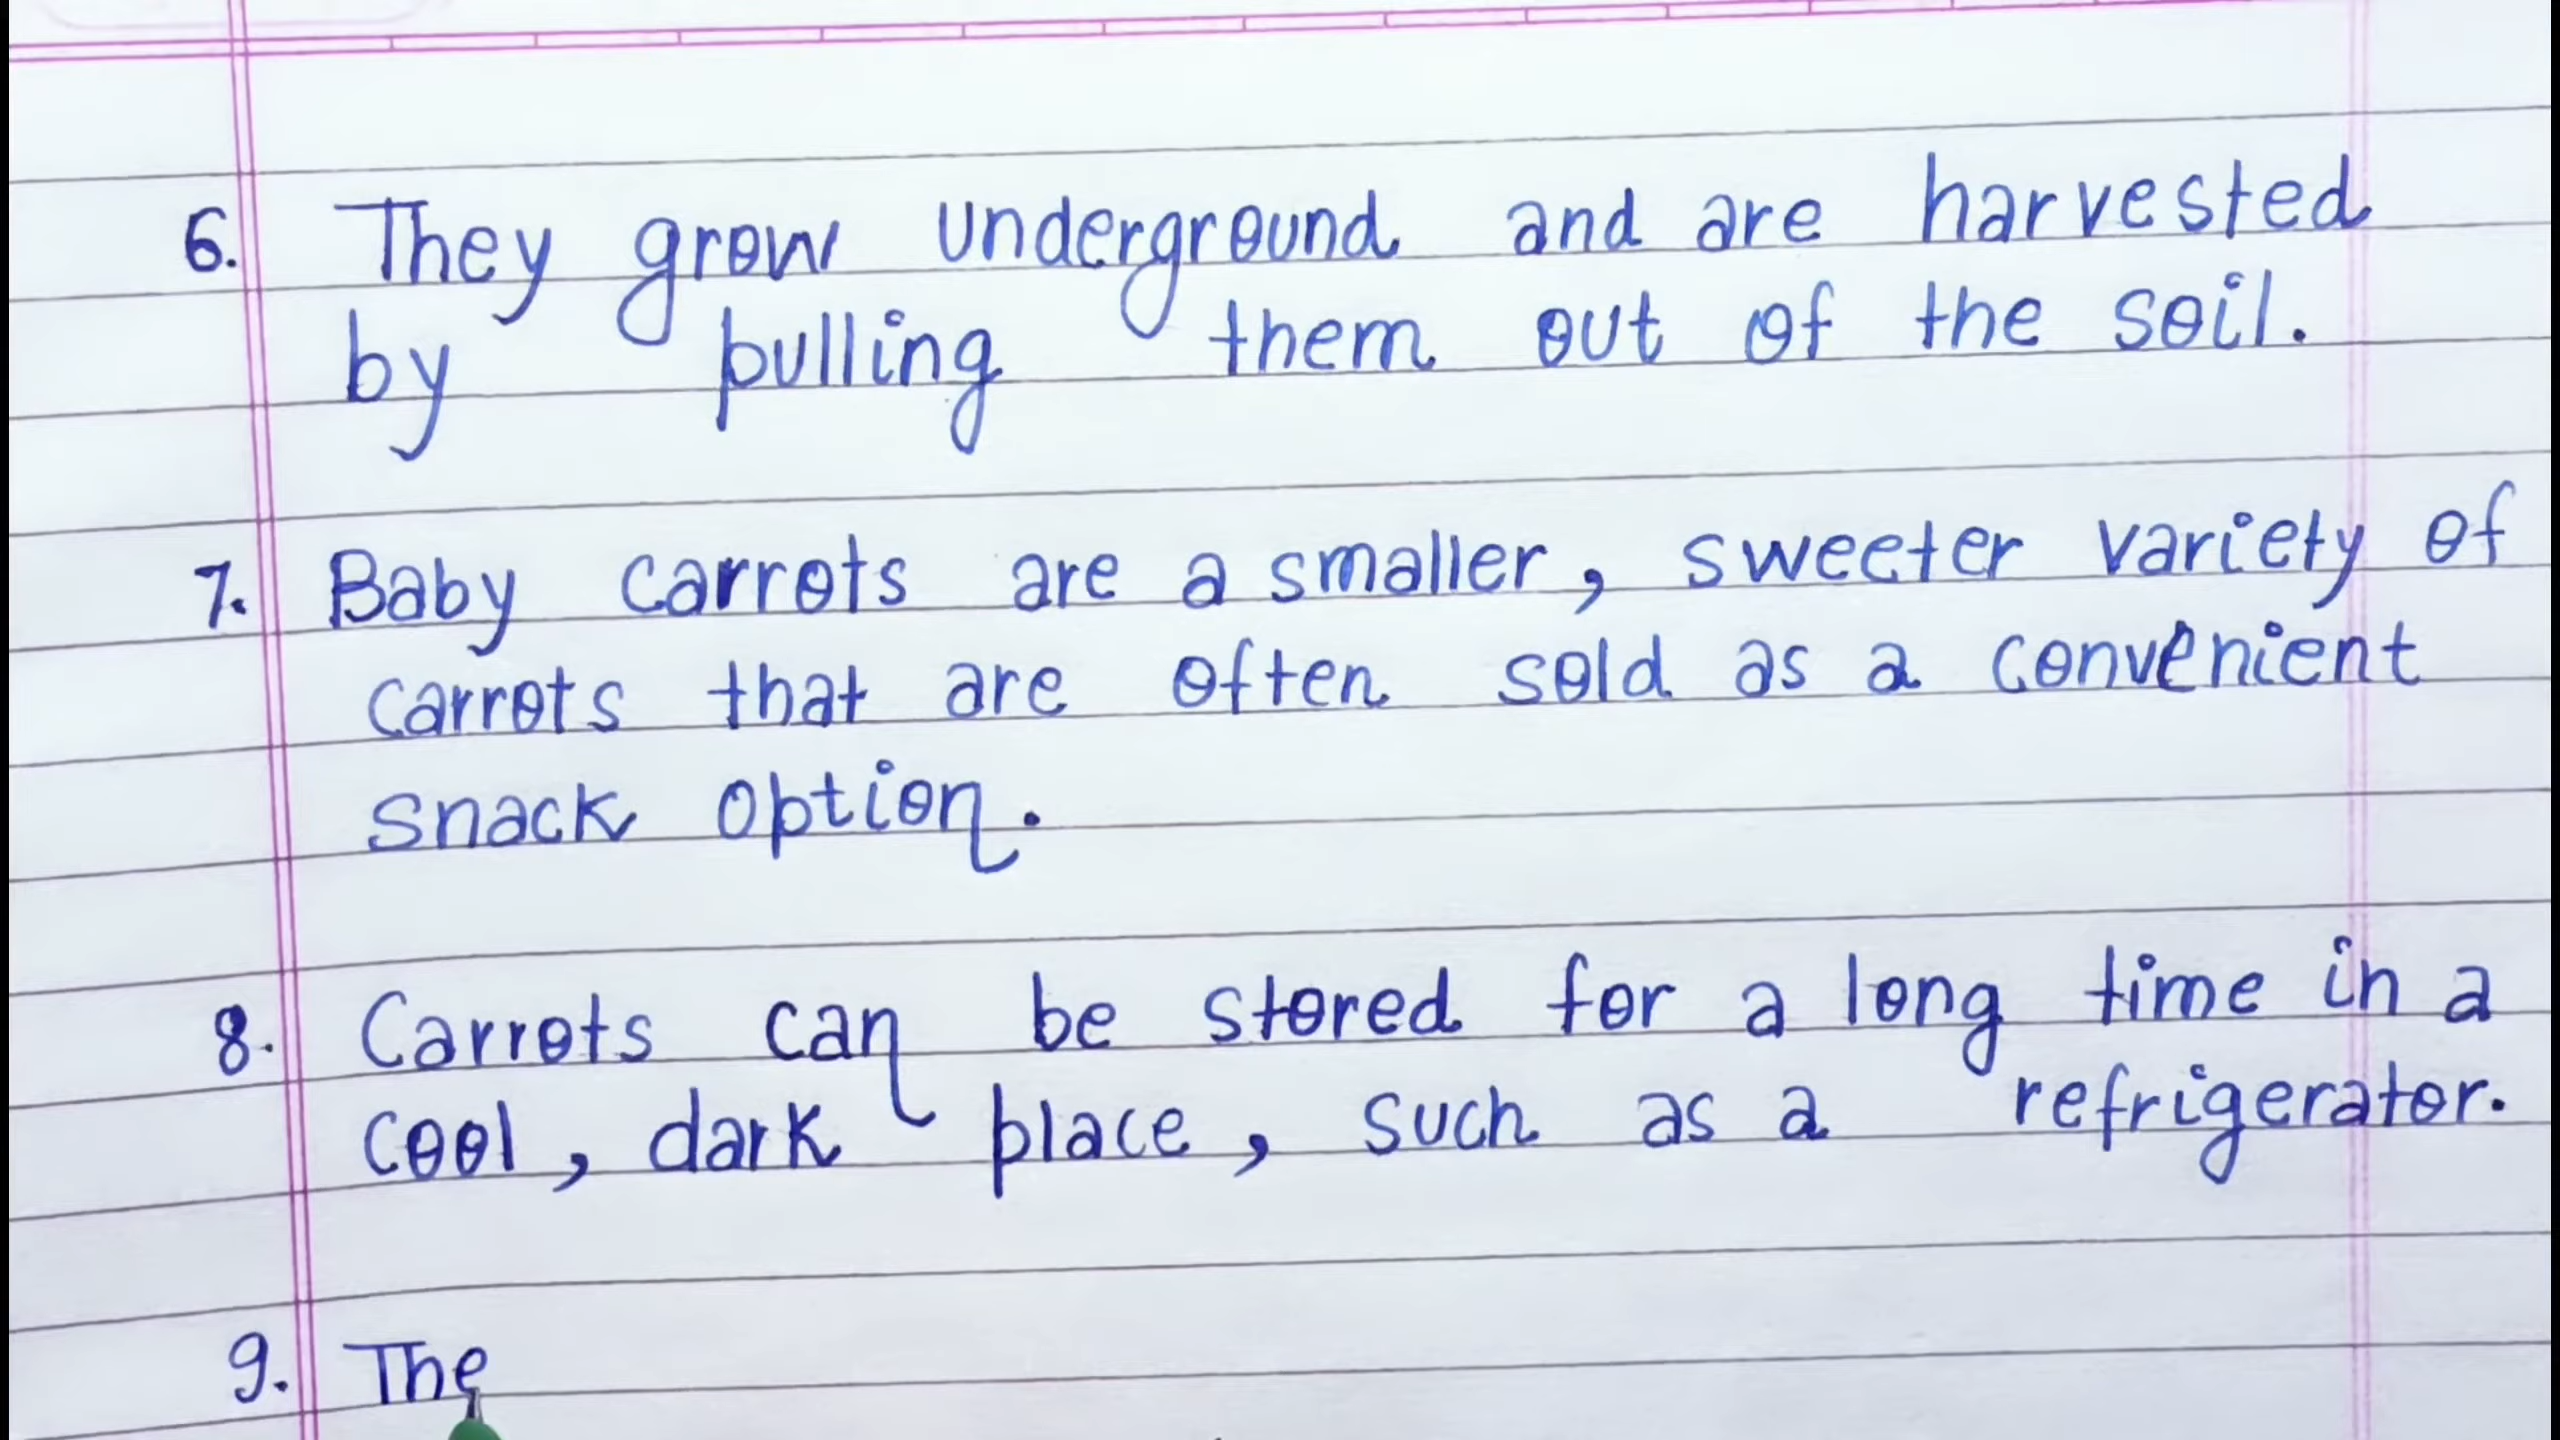 6. They grow underground and are harvested
by pulling them out of the soil.
7. Baby carrots are a smaller, sweeter variety of
carrots that are often sold as a convenient
snack option.
8. Carrots can be stored for a long time in a
cool, dark place, such as a refrigerator.
9. The